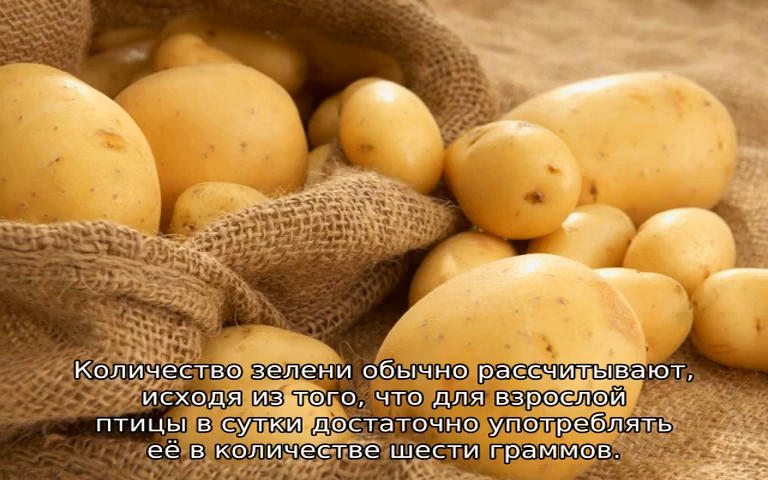 Количество зелени обычно рассчитывают,
исходя из того, что для взрослой
птицы в сутки достаточно употреблять
её в количестве шести граммов.